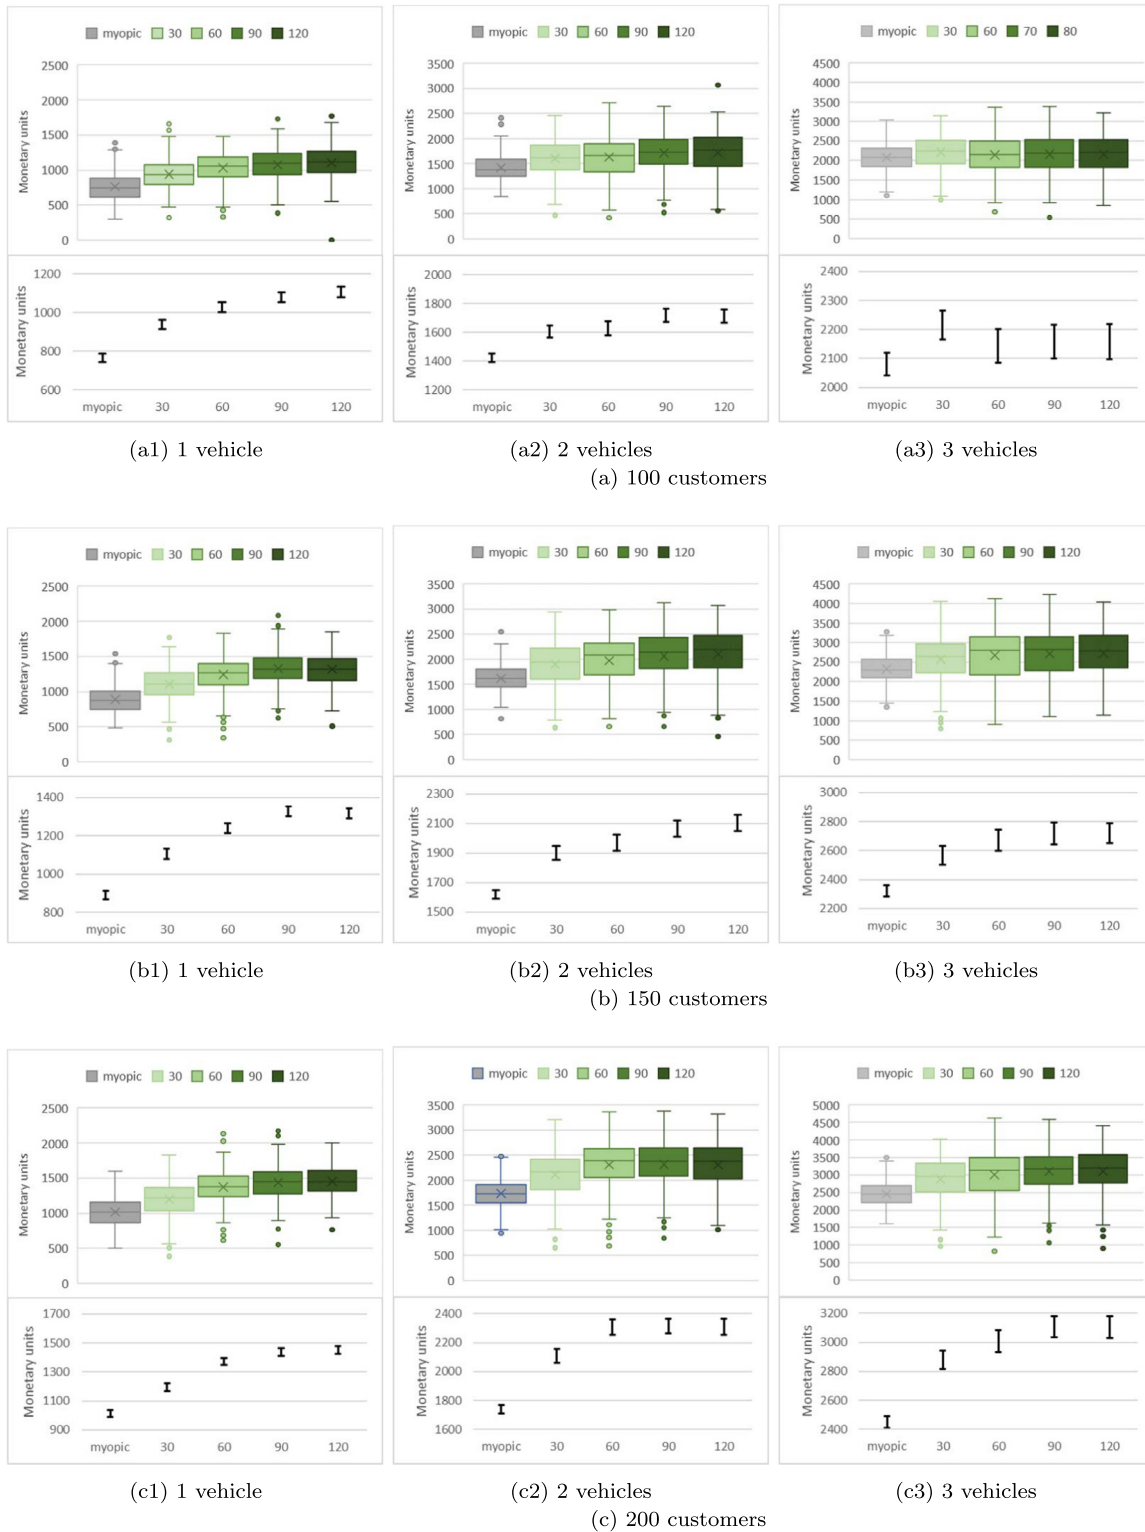 myopic 30 60 90 120
Monetary units
2500
2000
1500
1000
500
0
Monetary units
1200
1000
800
600
myopic 30 60 90 120
(a1) 1 vehicle
myopic 30 60 90 120
Monetary units
3500
3000
2500
2000
1500
1000
500
0
Monetary units
2000
1800
1600
1400
1200
myopic 30 60 90 120
(a2) 2 vehicles
myopic 30 60 70 80
Monetary units
4500
4000
3500
3000
2500
2000
1500
1000
500
0
Monetary units
2400
2300
2200
2100
2000
myopic 30 60 90 120
(a3) 3 vehicles
(a) 100 customers
myopic 30 60 90 120
Monetary units
2500
2000
1500
1000
500
0
Monetary units
1400
1200
1000
800
myopic 30 60 90 120
(b1) 1 vehicle
myopic 30 60 90 120
Monetary units
3500
3000
2500
2000
1500
1000
500
0
Monetary units
2300
2100
1900
1700
1500
myopic 30 60 90 120
(b2) 2 vehicles
myopic 30 60 90 120
Monetary units
4500
4000
3500
3000
2500
2000
1500
1000
500
0
Monetary units
3000
2800
2600
2400
2200
myopic 30 60 90 120
(b3) 3 vehicles
(b) 150 customers
myopic 30 60 90 120
Monetary units
2500
2000
1500
1000
500
0
Monetary units
1700
1500
1300
1100
900
myopic 30 60 90 120
(c1) 1 vehicle
myopic 30 60 90 120
Monetary units
3500
3000
2500
2000
1500
1000
500
0
Monetary units
2400
2200
2000
1800
1600
myopic 30 60 90 120
(c2) 2 vehicles
myopic 30 60 90 120
Monetary units
5000
4500
4000
3500
3000
2500
2000
1500
1000
500
0
Monetary units
3200
3000
2800
2600
2400
myopic 30 60 90 120
(c3) 3 vehicles
(c) 200 customers